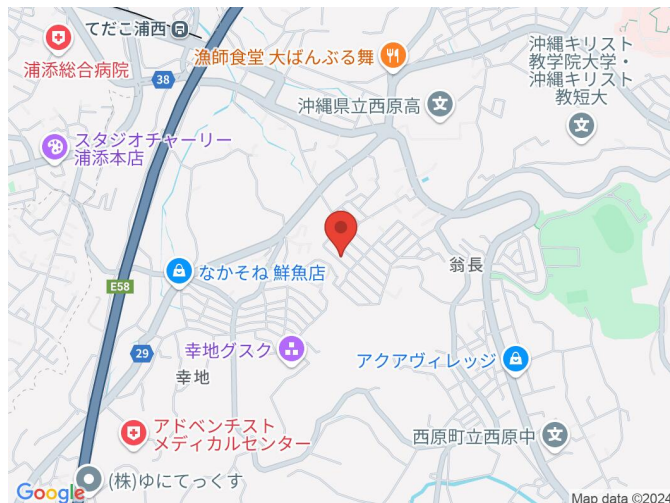 てだこ浦西
浦添総合病院
38
漁師食堂 大ばんぶる舞
沖縄キリスト
教学院大学・
沖縄キリスト
教短大
沖縄県立西原高
スタジオチャーリー
浦添本店
なかそね 鮮魚店
翁長
E58
29
幸地グスク
幸地
アクアヴィレッジ
アドベンチスト
メディカルセンター
西原町立西原中
(株)ゆにてっくす
Google
Map data ©2024